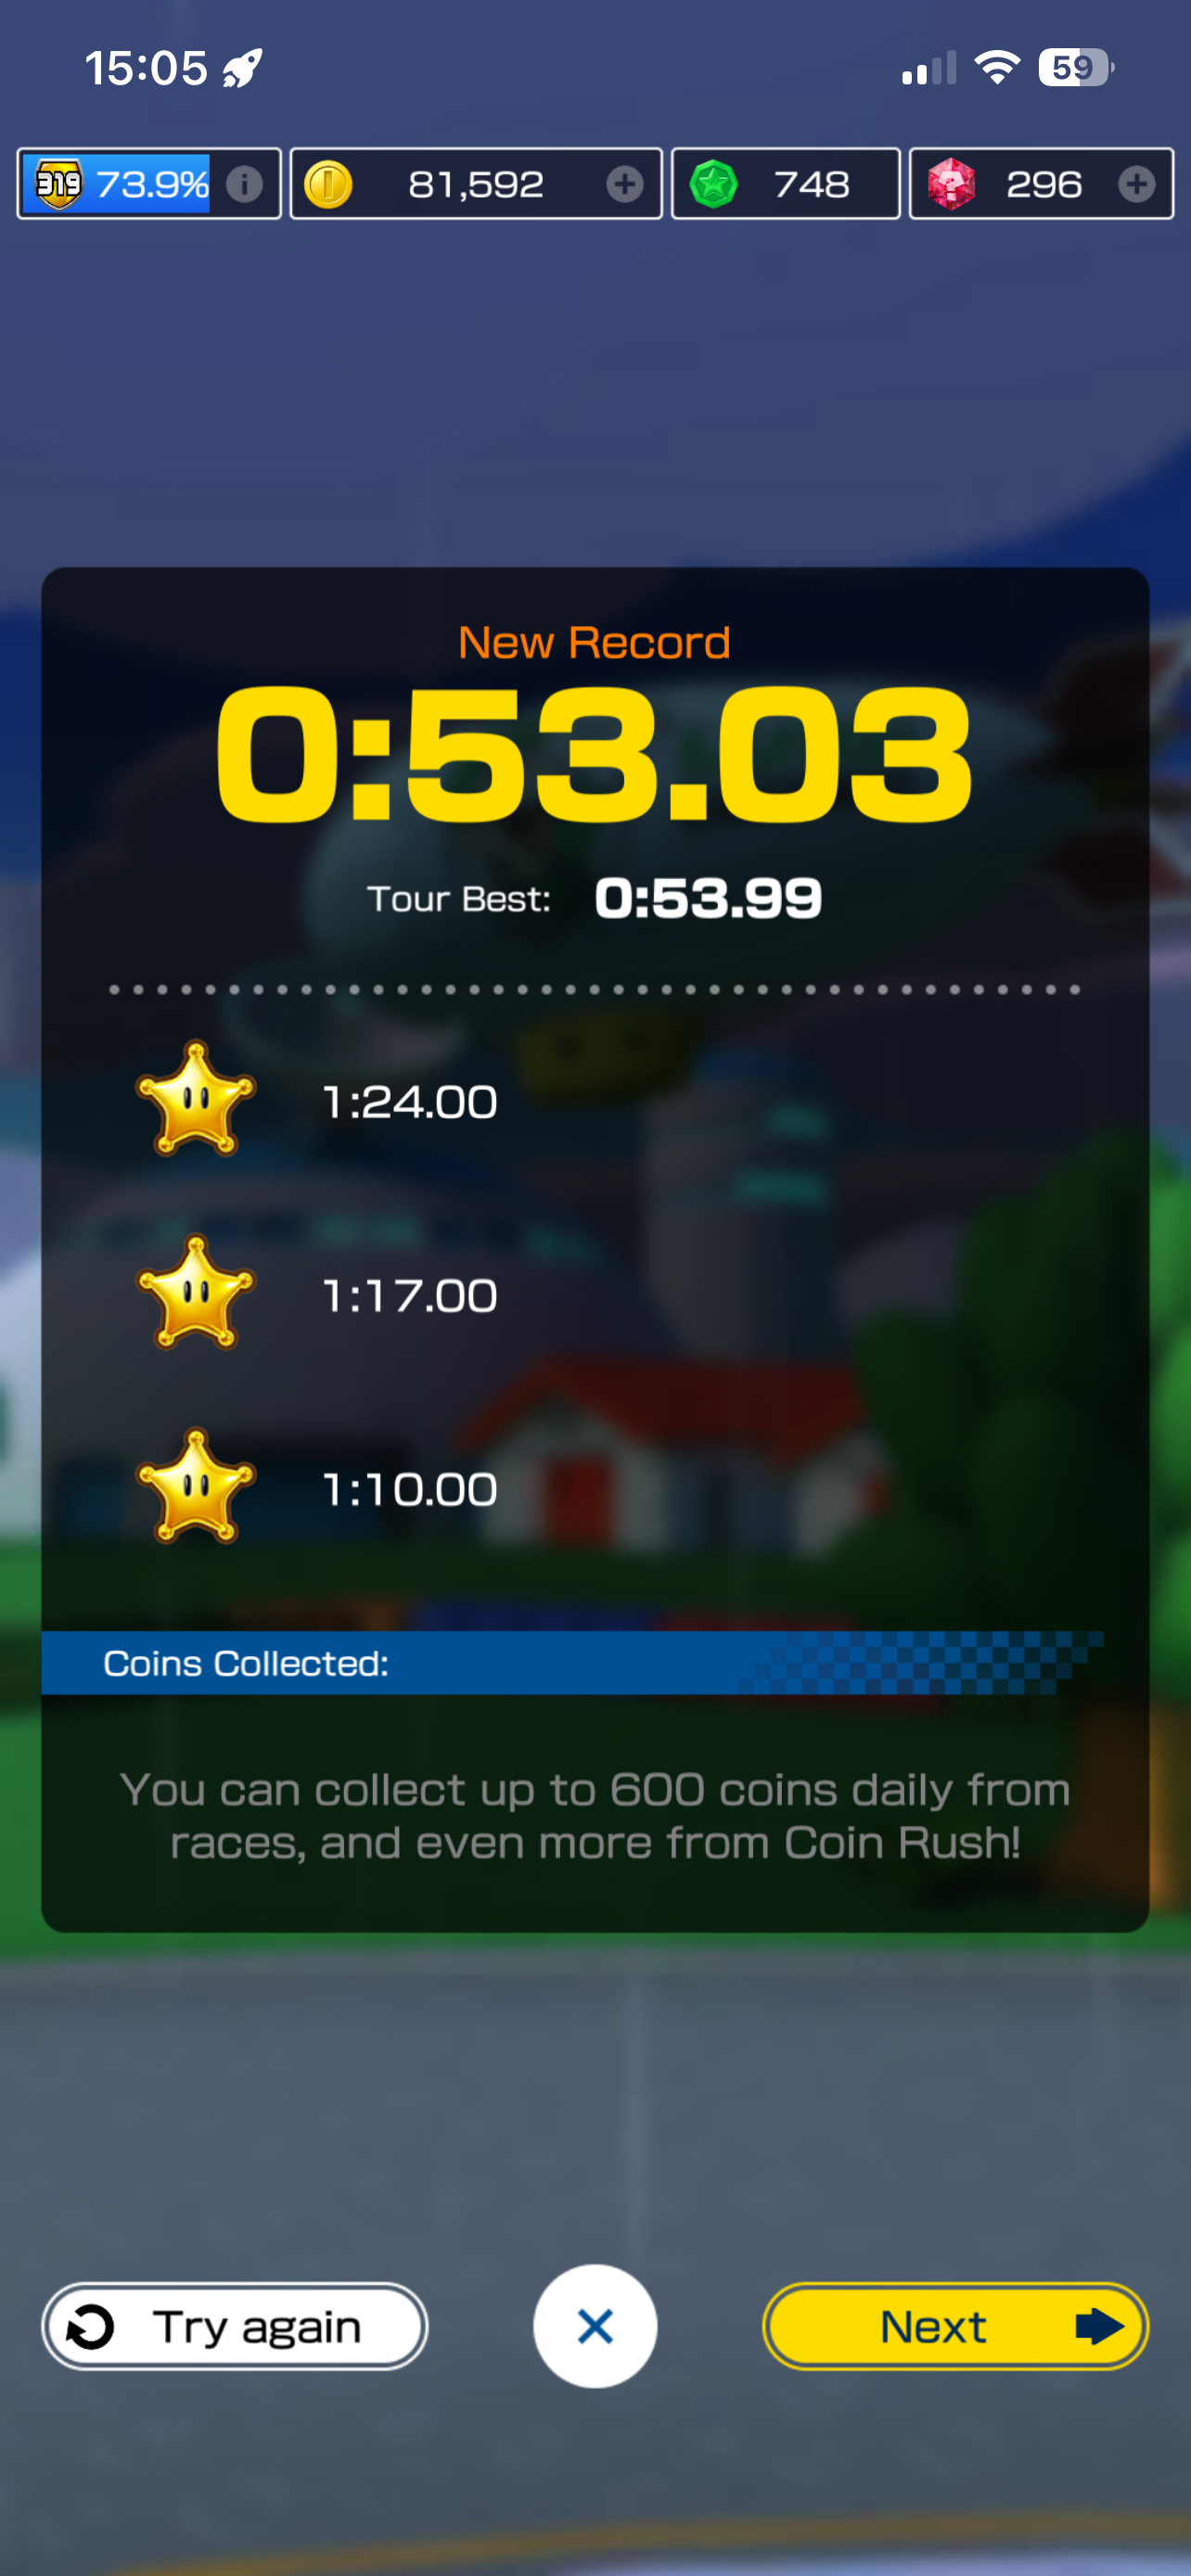 15:05 59
319 73.9% 81,592 748 296
New Record
0:53.03
Tour Best: 0:53.99
1:24.00
1:17.00
1:10.00
Coins Collected:
You can collect up to 600 coins daily from
races, and even more from Coin Rush!
Try again Next